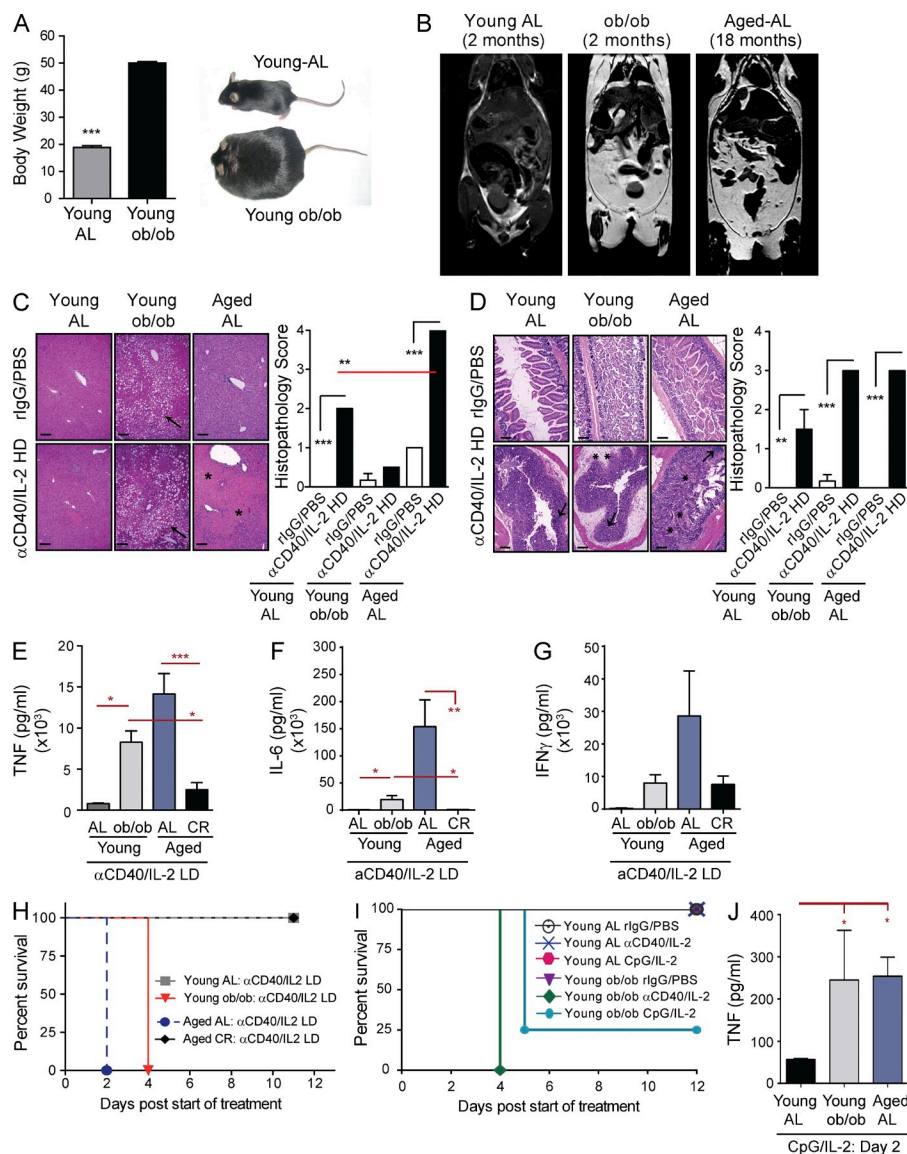 A
Body Weight (g)
60
50
40
30
20
10
0
***
Young
AL
Young
ob/ob
Young-AL
Young ob/ob
B
Young AL
(2 months)
ob/ob
(2 months)
Aged-AL
(18 months)
C
Young
AL
Young
ob/ob
Aged
AL
rIgG/PBS
αCD40/IL-2 HD
*
*
Histopathology Score
4
3
2
1
0
***
**
***
rIgG/PBS
αCD40/IL-2 HD
rIgG/PBS
αCD40/IL-2 HD
rIgG/PBS
αCD40/IL-2 HD
Young
AL
Young
ob/ob
Aged
AL
D
Young
AL
Young
ob/ob
Aged
AL
rIgG/PBS
αCD40/IL-2 HD
* *
*
* *
Histopathology Score
4
3
2
1
0
**
***
***
rIgG/PBS
αCD40/IL-2 HD
rIgG/PBS
αCD40/IL-2 HD
rIgG/PBS
αCD40/IL-2 HD
Young
AL
Young
ob/ob
Aged
AL
E
TNF (pg/ml)
(x10³)
20
15
10
5
0
*
***
*
AL ob/ob AL CR
Young Aged
αCD40/IL-2 LD
F
IL-6 (pg/ml)
(x10³)
300
250
200
150
100
50
0
*
**
*
AL ob/ob AL CR
Young Aged
aCD40/IL-2 LD
G
IFNγ (pg/ml)
(x10³)
50
40
30
20
10
0
AL ob/ob AL CR
Young Aged
aCD40/IL-2 LD
H
Percent survival
100
75
50
25
0
0 2 4 6 8 10 12
Days post start of treatment
Young AL: αCD40/IL2 LD
Young ob/ob: αCD40/IL2 LD
Aged AL: αCD40/IL2 LD
Aged CR: αCD40/IL2 LD
I
Percent survival
100
75
50
25
0
0 2 4 6 8 10 12
Days post start of treatment
Young AL rIgG/PBS
Young AL αCD40/IL-2
Young AL CpG/IL-2
Young ob/ob rIgG/PBS
Young ob/ob αCD40/IL-2
Young ob/ob CpG/IL-2
J
TNF (pg/ml)
400
300
200
100
0
*
*
Young
AL
Young
ob/ob
Aged
AL
CpG/IL-2: Day 2